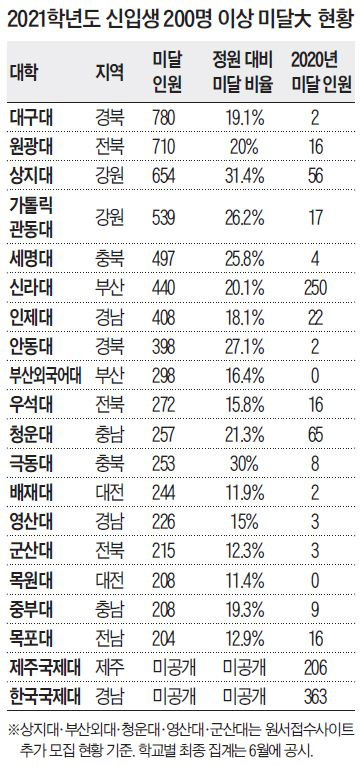 2021학년도 신입생 200명 이상 미달大 현황
대학 지역 미달 인원 정원 대비 미달 비율 2020년 미달 인원
대구대 경북 780 19.1% 2
원광대 전북 710 20% 16
상지대 강원 654 31.4% 56
가톨릭관동대 강원 539 26.2% 17
세명대 충북 497 25.8% 4
신라대 부산 440 20.1% 250
인제대 경남 408 18.1% 22
안동대 경북 398 27.1% 2
부산외국어대 부산 298 16.4% 0
우석대 전북 272 15.8% 16
청운대 충남 257 21.3% 65
극동대 충북 253 30% 8
배재대 대전 244 11.9% 2
영산대 경남 226 15% 3
군산대 전북 215 12.3% 3
목원대 대전 208 11.4% 0
중부대 충남 208 19.3% 9
목포대 전남 204 12.9% 16
제주국제대 제주 미공개 미공개 206
한국국제대 경남 미공개 미공개 363
※상지대·부산외대·청운대·영산대·군산대는 원서접수사이트
추가 모집 현황 기준. 학교별 최종 집계는 6월에 공시.